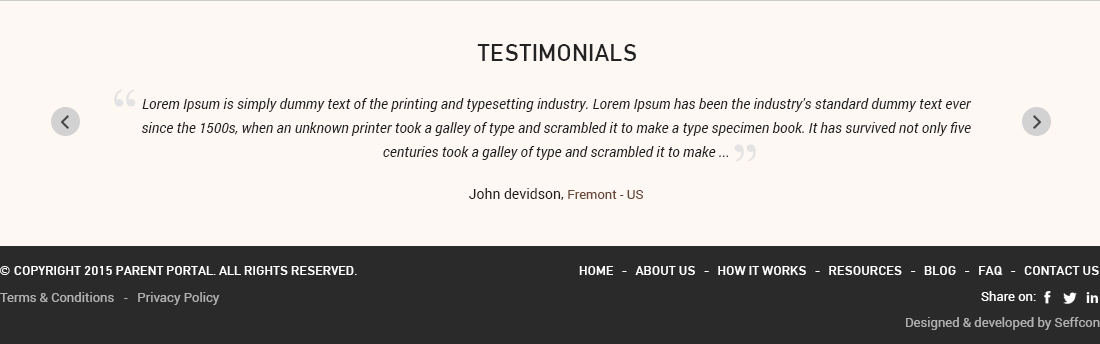 TESTIMONIALS
“ Lorem Ipsum is simply dummy text of the printing and typesetting industry. Lorem Ipsum has been the industry's standard dummy text ever
since the 1500s, when an unknown printer took a galley of type and scrambled it to make a type specimen book. It has survived not only five
centuries took a galley of type and scrambled it to make ... ”
John devidson, Fremont - US
© COPYRIGHT 2015 PARENT PORTAL. ALL RIGHTS RESERVED.
Terms & Conditions - Privacy Policy
HOME - ABOUT US - HOW IT WORKS - RESOURCES - BLOG - FAQ - CONTACT US
Share on:
Designed & developed by Seffcon